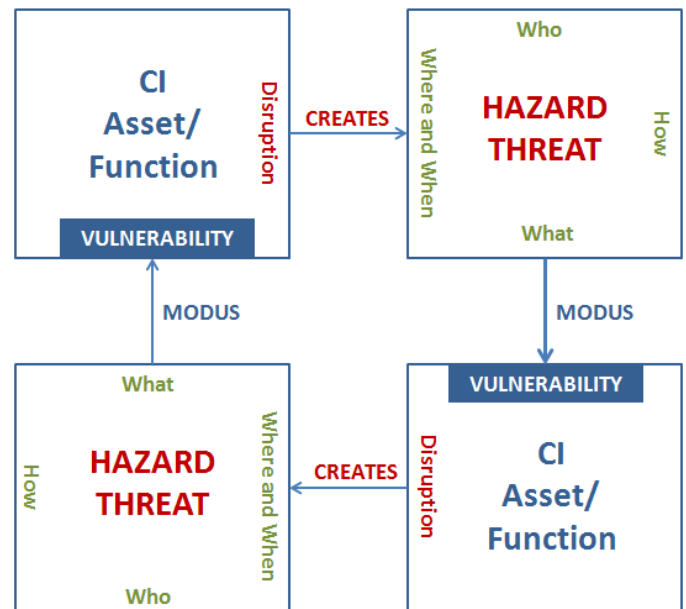 CI
Asset/
Function
Disruption
VULNERABILITY
CREATES
Who
Where and When
HAZARD
THREAT
How
What
MODUS
MODUS
What
How
HAZARD
THREAT
Where and When
Who
CREATES
VULNERABILITY
Disruption
CI
Asset/
Function